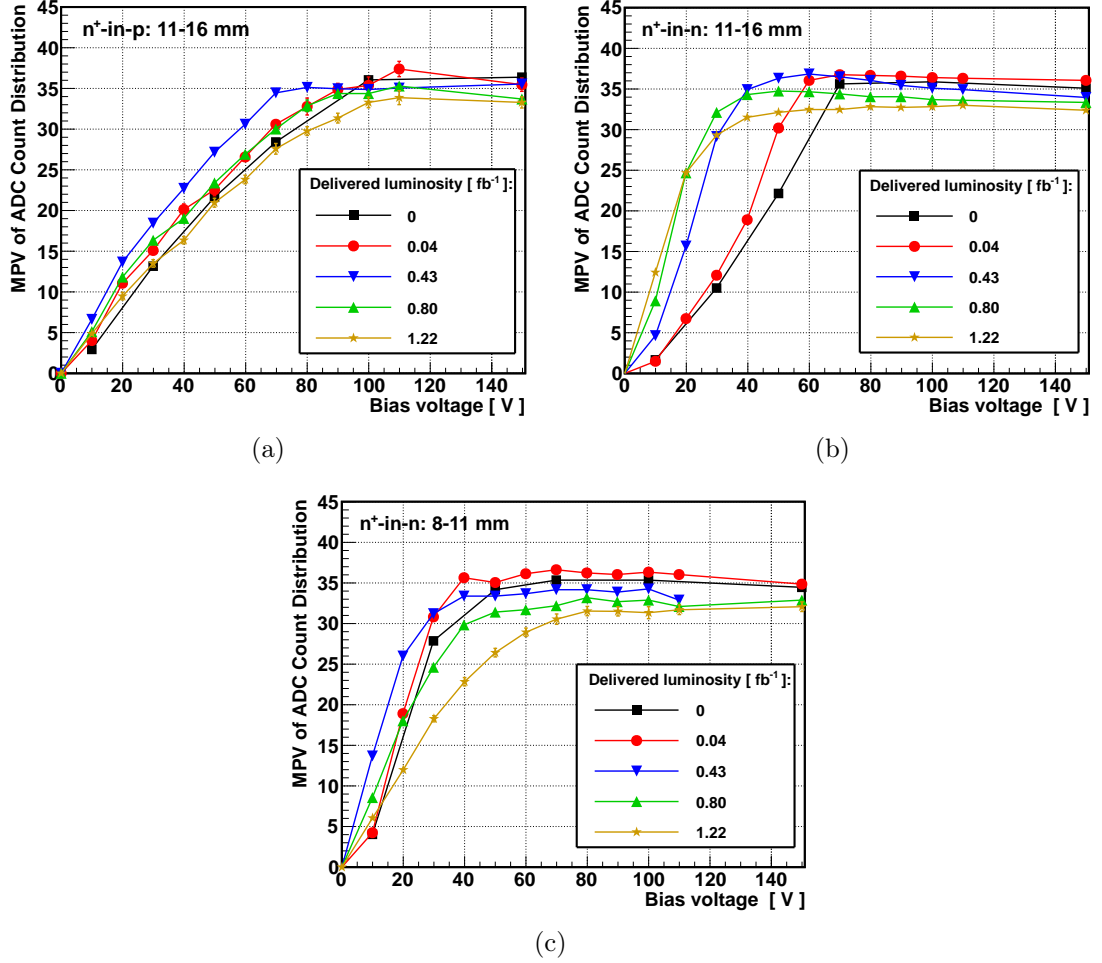 n⁺-in-p: 11-16 mm
MPV of ADC Count Distribution
45
40
35
30
25
20
15
10
5
0
Delivered luminosity [ fb⁻¹]:
0
0.04
0.43
0.80
1.22
0 20 40 60 80 100 120 140
Bias voltage [ V ]
(a)
n⁺-in-n: 11-16 mm
MPV of ADC Count Distribution
45
40
35
30
25
20
15
10
5
0
Delivered luminosity [ fb⁻¹]:
0
0.04
0.43
0.80
1.22
0 20 40 60 80 100 120 140
Bias voltage [ V ]
(b)
n⁺-in-n: 8-11 mm
MPV of ADC Count Distribution
45
40
35
30
25
20
15
10
5
0
Delivered luminosity [ fb⁻¹]:
0
0.04
0.43
0.80
1.22
0 20 40 60 80 100 120 140
Bias voltage [ V ]
(c)